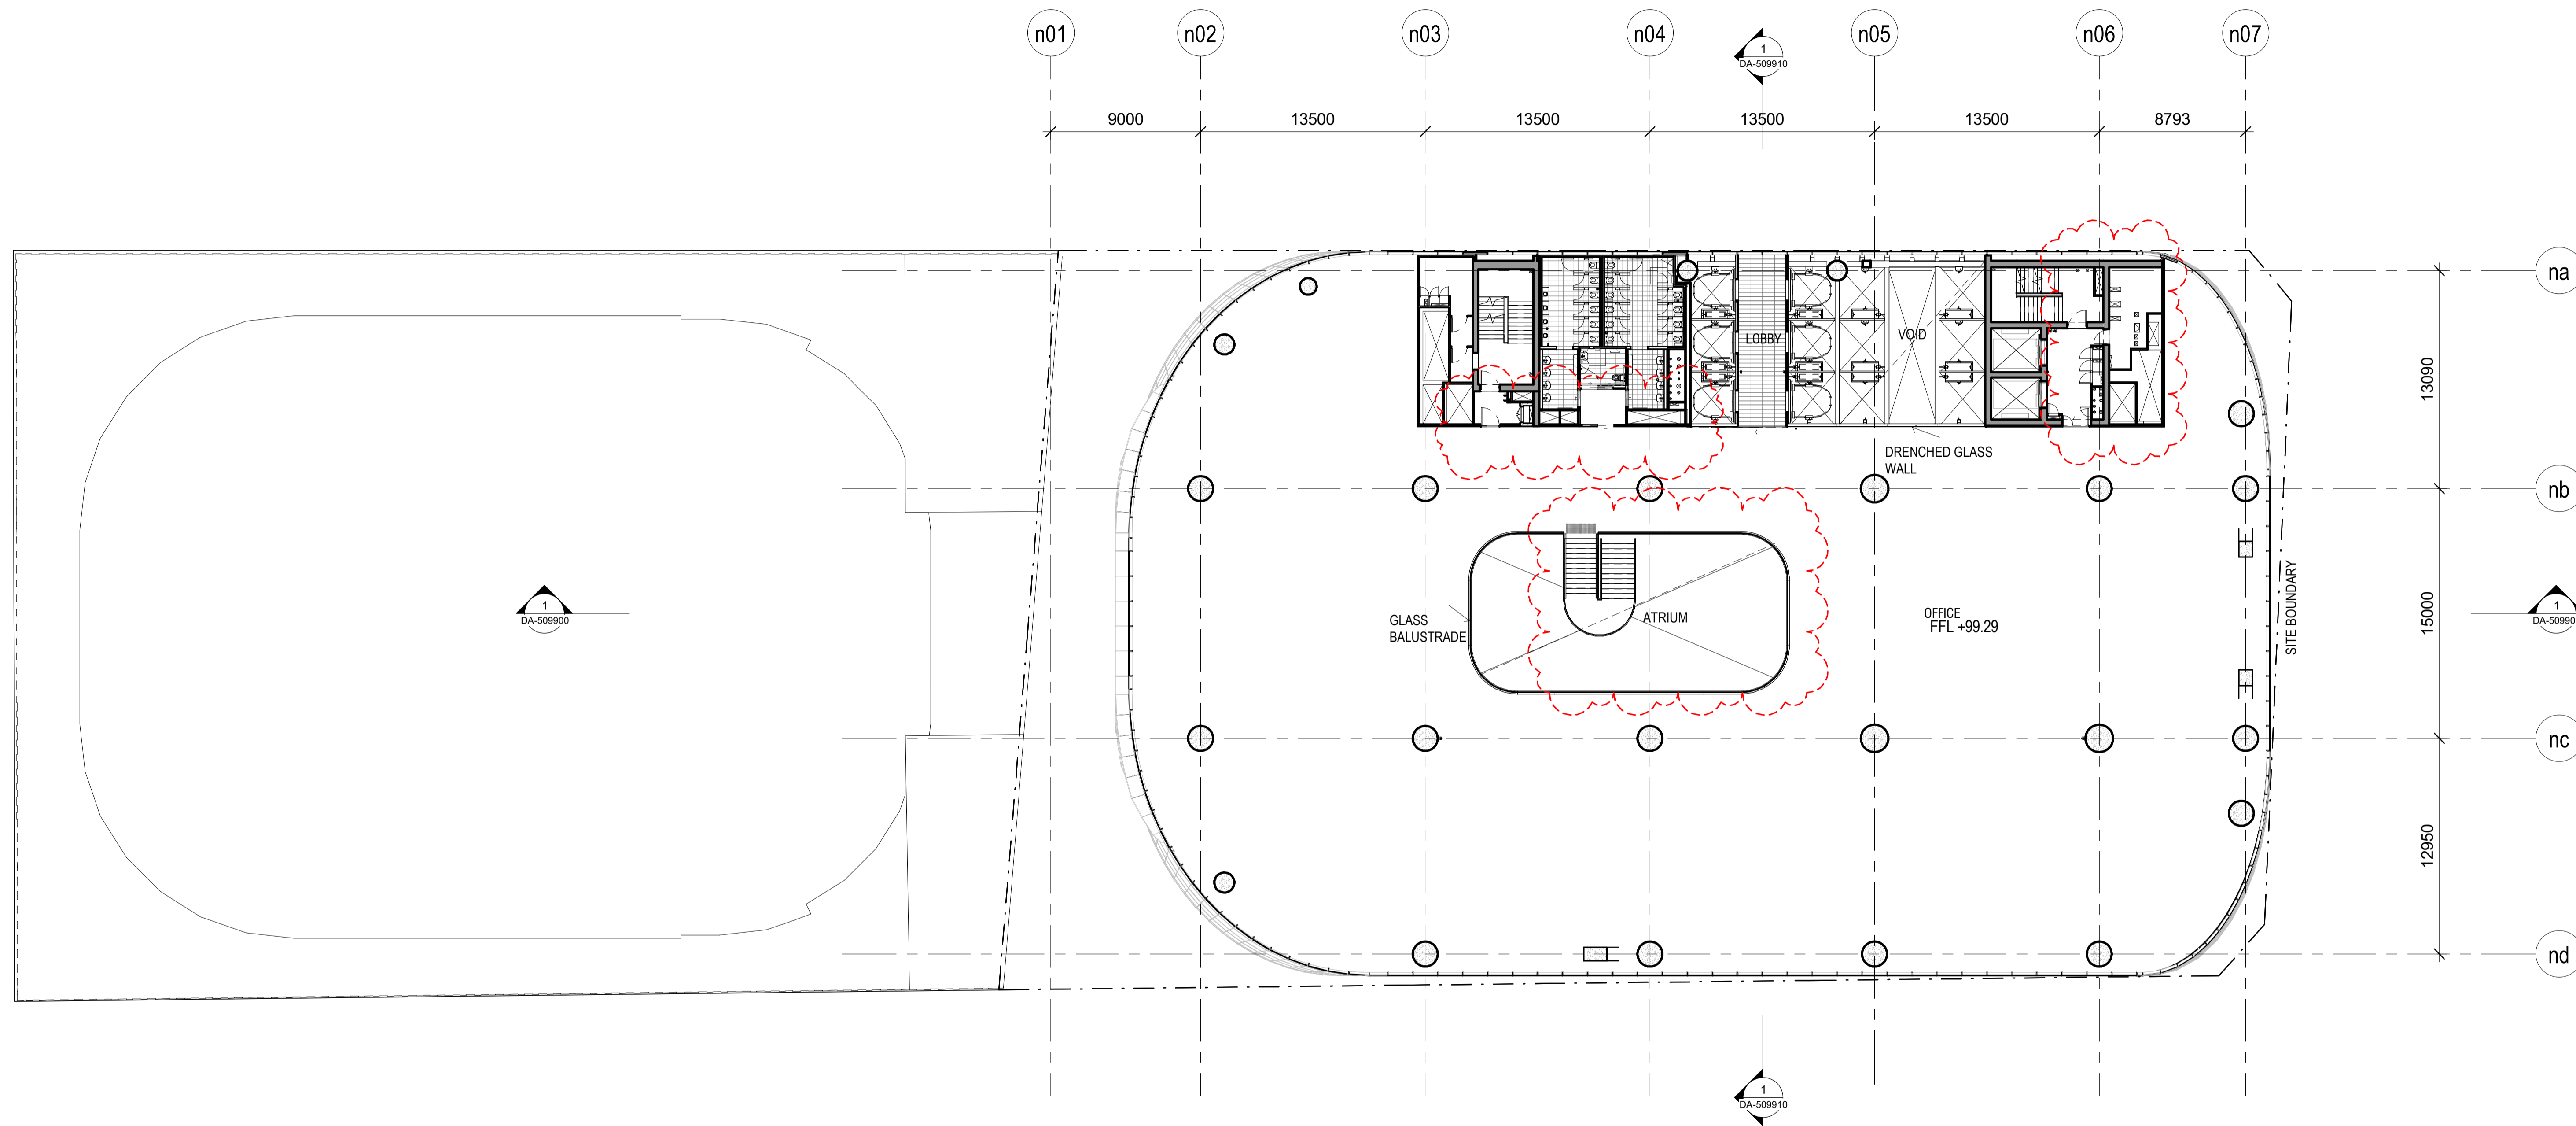 n01
n02
n03
n04
n05
n06
n07
1
DA-509910
9000
13500
13500
13500
13500
8793
na
LOBBY
VOID
13090
DRENCHED GLASS
WALL
nb
1
DA-509900
GLASS
BALUSTRADE
ATRIUM
OFFICE
FFL +99.29
SITE BOUNDARY
15000
1
DA-50990
nc
12950
nd
1
DA-509910